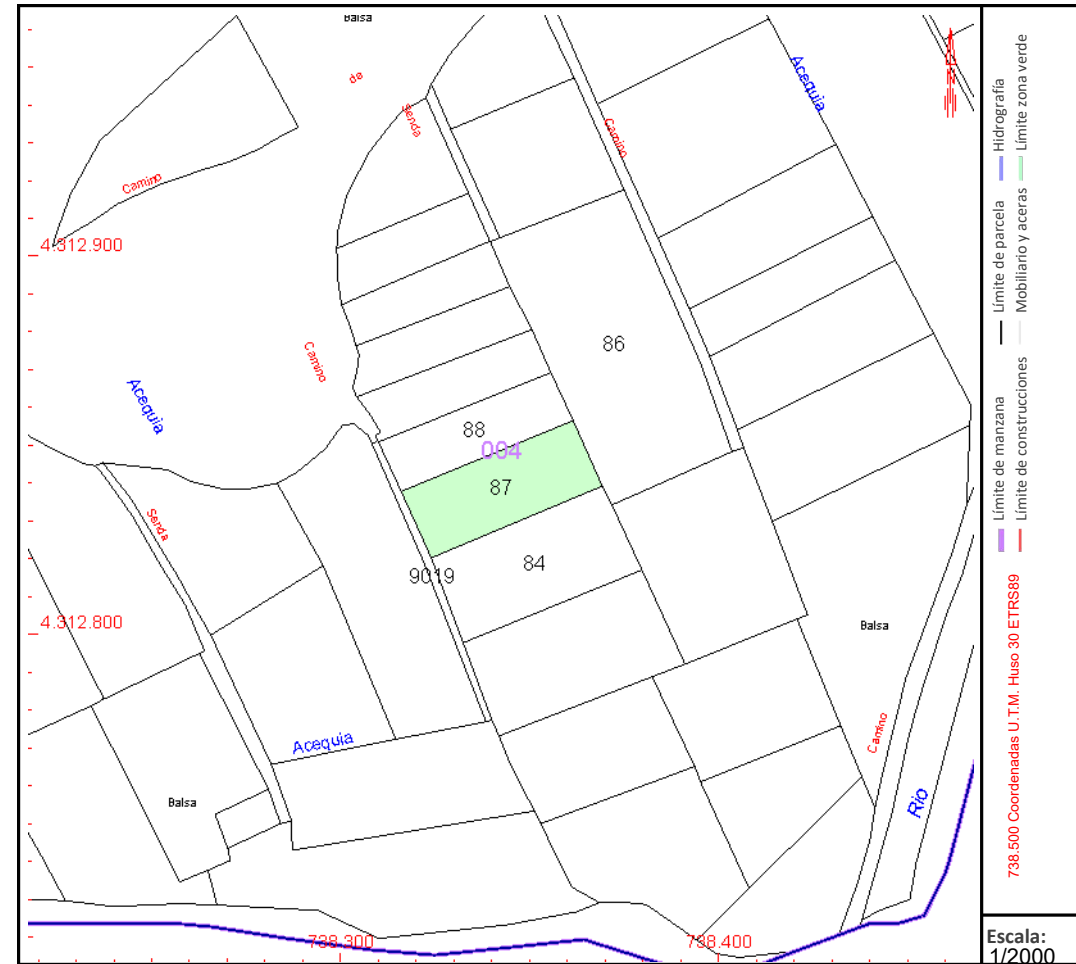 Balsa
de
Senda
Acequia
Camino
Camino
4.312.900
86
Camino
Acequia
88
004
87
Senda
9019
84
4.312.800
Balsa
Camino
Acequia
Balsa
Rio
738.300
738.400
Hidrografía
Límite zona verde
Límite de parcela
Mobiliario y aceras
Límite de manzana
Límite de construcciones
738.500 Coordenadas U.T.M. Huso 30 ETRS89
Escala:
1/2000